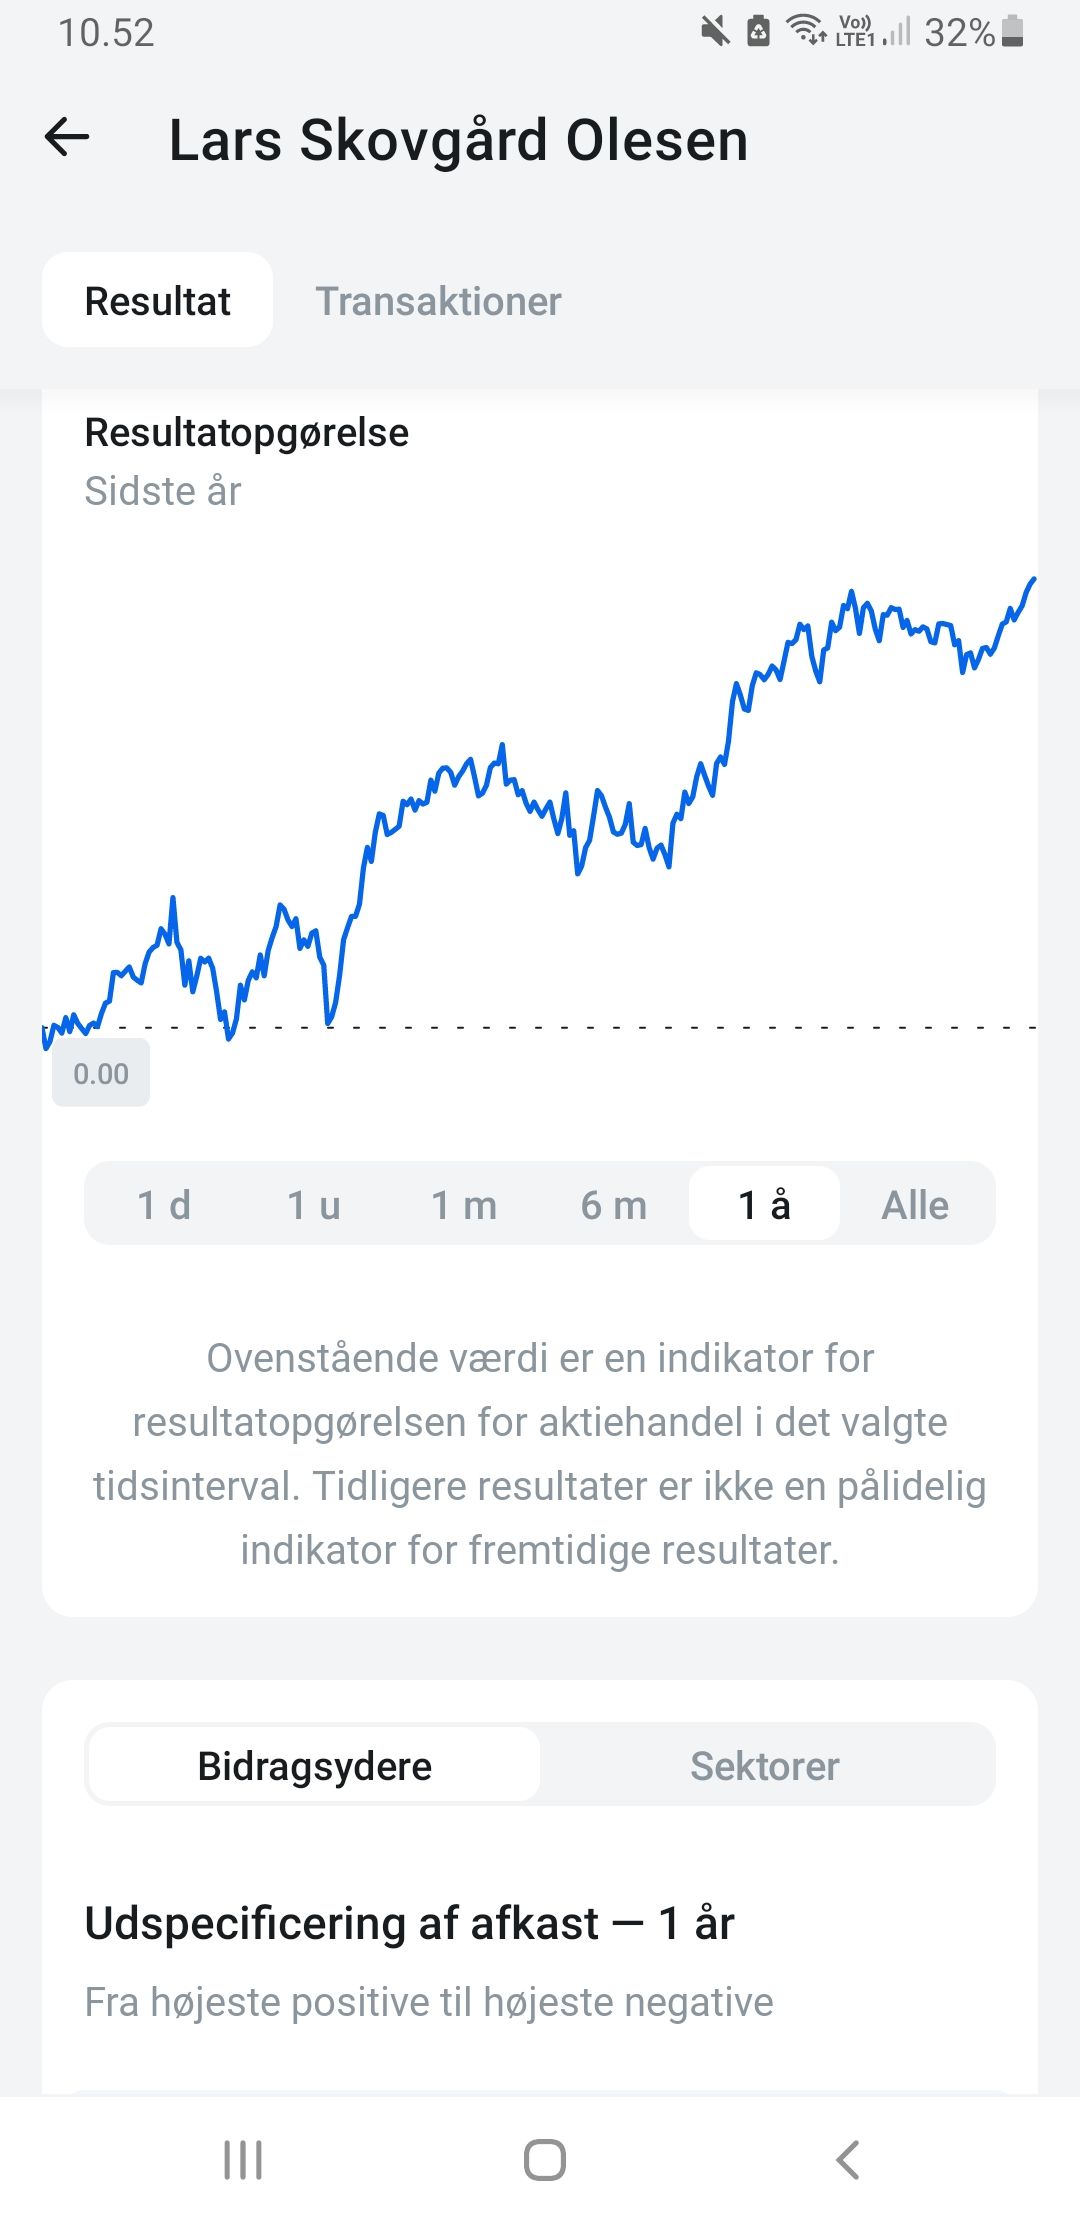 10.52
Vo)) LTE1 32%
Lars Skovgård Olesen
Resultat Transaktioner
Resultatopgørelse
Sidste år
0.00
1 d 1 u 1 m 6 m 1 å Alle
Ovenstående værdi er en indikator for
resultatopgørelsen for aktiehandel i det valgte
tidsinterval. Tidligere resultater er ikke en pålidelig
indikator for fremtidige resultater.
Bidragsydere Sektorer
Udspecificering af afkast — 1 år
Fra højeste positive til højeste negative